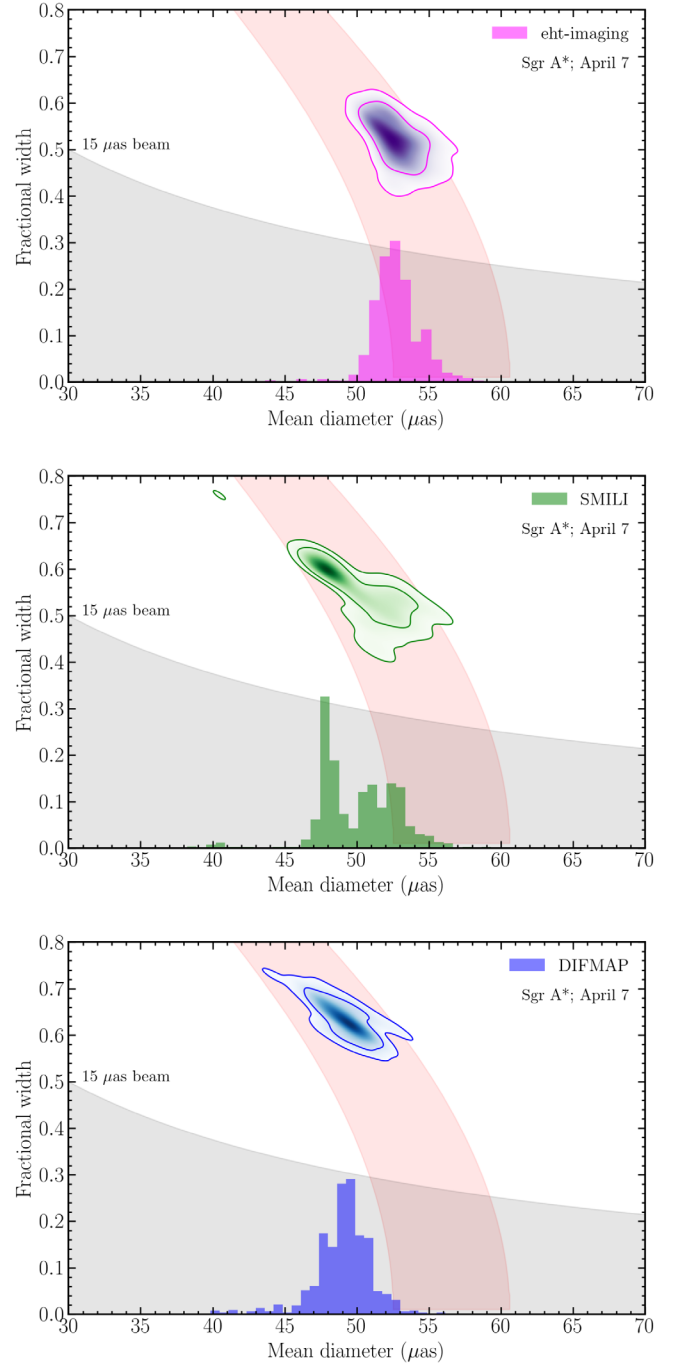 0.8
eht-imaging
0.7
Sgr A*; April 7
0.6
Fractional width
0.5
15 μas beam
0.4
0.3
0.2
0.1
0.0
30 35 40 45 50 55 60 65 70
Mean diameter (μas)
0.8
SMILI
0.7
Sgr A*; April 7
0.6
Fractional width
0.5
15 μas beam
0.4
0.3
0.2
0.1
0.0
30 35 40 45 50 55 60 65 70
Mean diameter (μas)
0.8
DIFMAP
0.7
Sgr A*; April 7
0.6
Fractional width
0.5
15 μas beam
0.4
0.3
0.2
0.1
0.0
30 35 40 45 50 55 60 65 70
Mean diameter (μas)